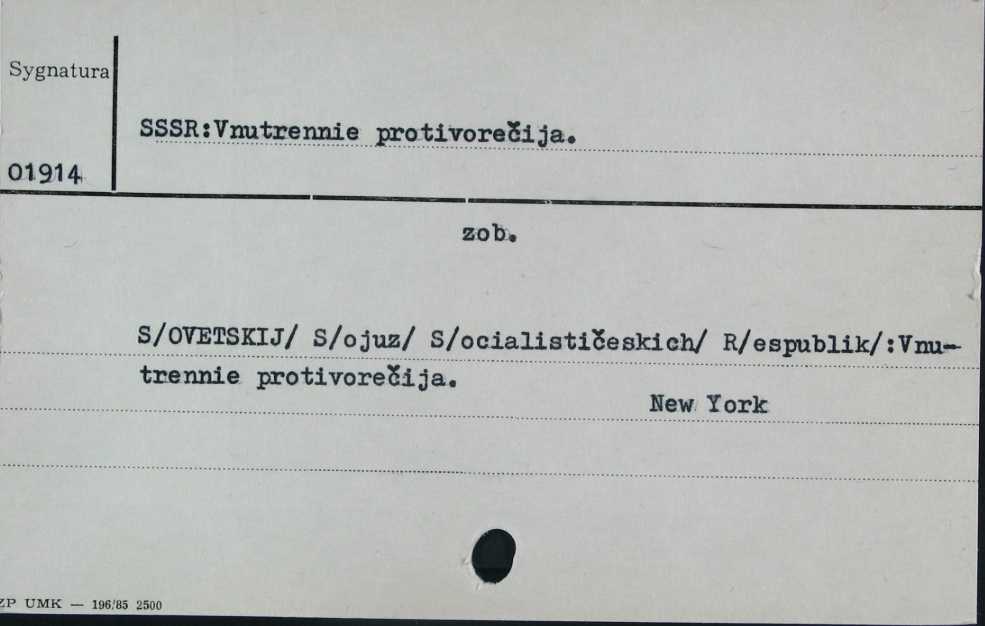 Sygnatura
SSSR:Vnutrennie protivorečija.
01914
zob.
S/OVETSKIJ/ S/ojuz/ S/ocialističeskich/ R/espublik/:Vnu-
trennie protivorečija.
New York
ZP UMK — 196/85 2500